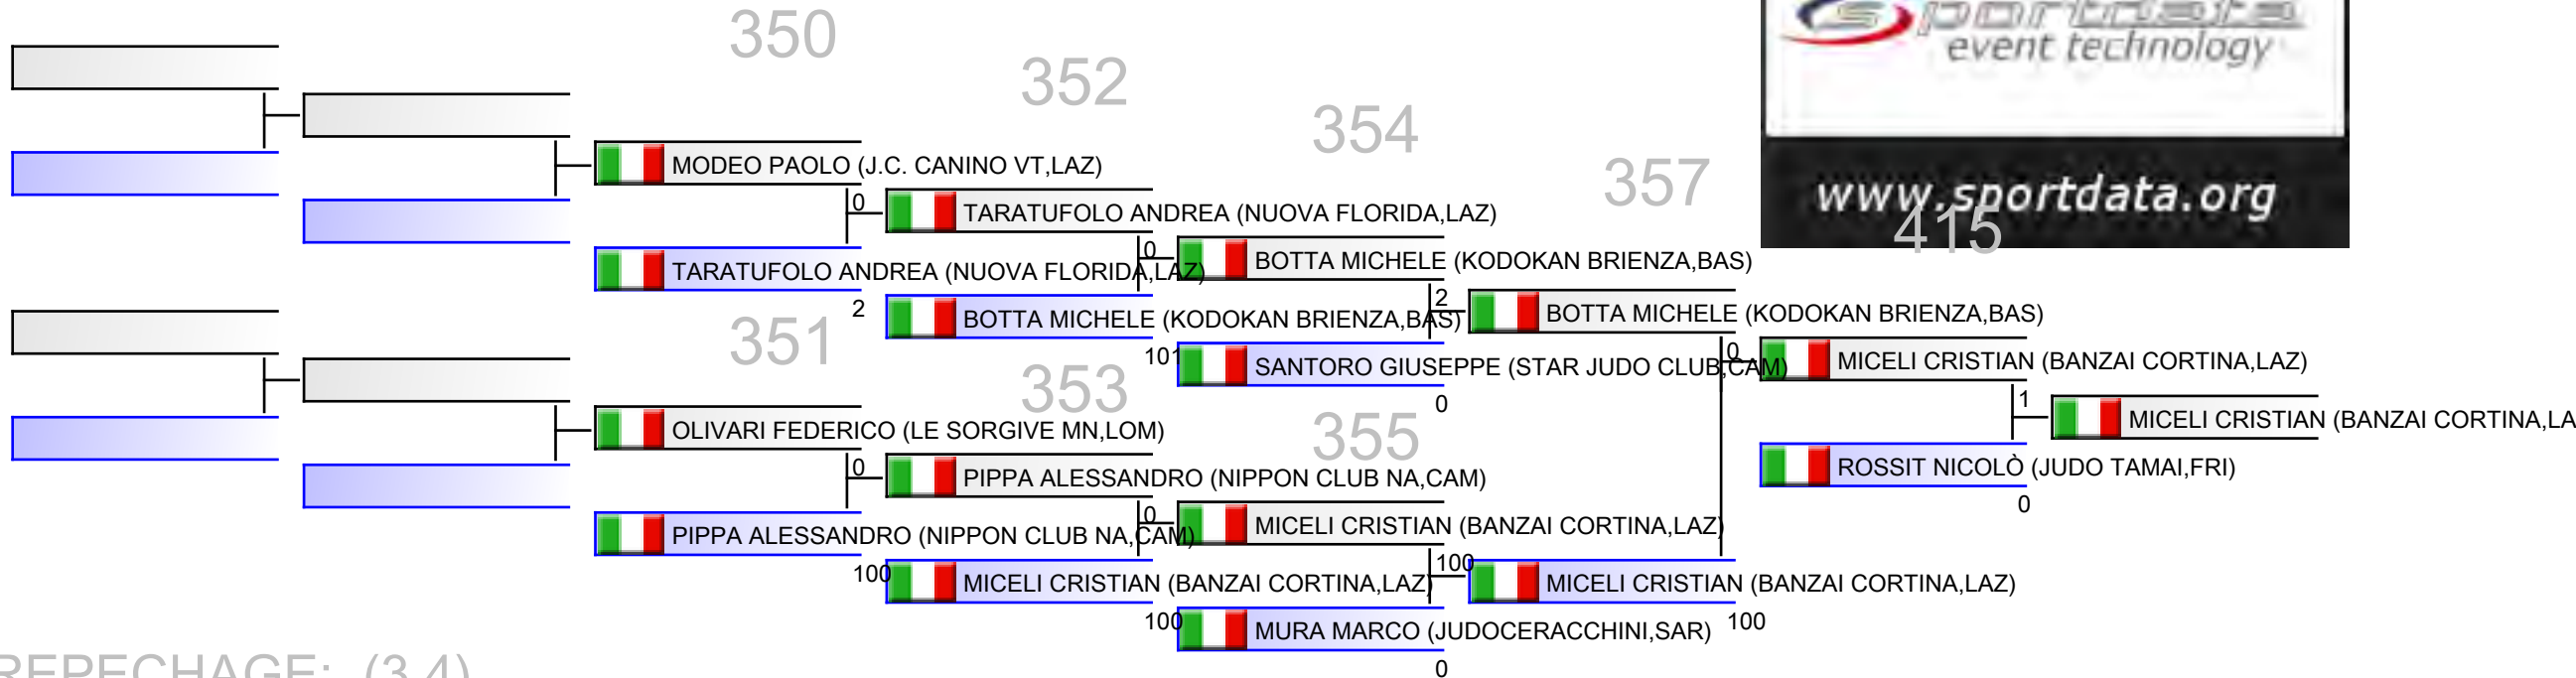 sportdata
event technology
www.sportdata.org
350
352
354
357
415
MODEO PAOLO (J.C. CANINO VT,LAZ)
0
TARATUFOLO ANDREA (NUOVA FLORIDA,LAZ)
TARATUFOLO ANDREA (NUOVA FLORIDA,LAZ)
2
0
BOTTA MICHELE (KODOKAN BRIENZA,BAS)
BOTTA MICHELE (KODOKAN BRIENZA,BAS)
101
2
BOTTA MICHELE (KODOKAN BRIENZA,BAS)
SANTORO GIUSEPPE (STAR JUDO CLUB,CAM)
0
0
MICELI CRISTIAN (BANZAI CORTINA,LAZ)
1
MICELI CRISTIAN (BANZAI CORTINA,LA
ROSSIT NICOLÒ (JUDO TAMAI,FRI)
0
351
353
355
OLIVARI FEDERICO (LE SORGIVE MN,LOM)
0
PIPPA ALESSANDRO (NIPPON CLUB NA,CAM)
PIPPA ALESSANDRO (NIPPON CLUB NA,CAM)
100
0
MICELI CRISTIAN (BANZAI CORTINA,LAZ)
MICELI CRISTIAN (BANZAI CORTINA,LAZ)
100
100
MICELI CRISTIAN (BANZAI CORTINA,LAZ)
100
MURA MARCO (JUDOCERACCHINI,SAR)
0
REPECHAGE: (3,4)